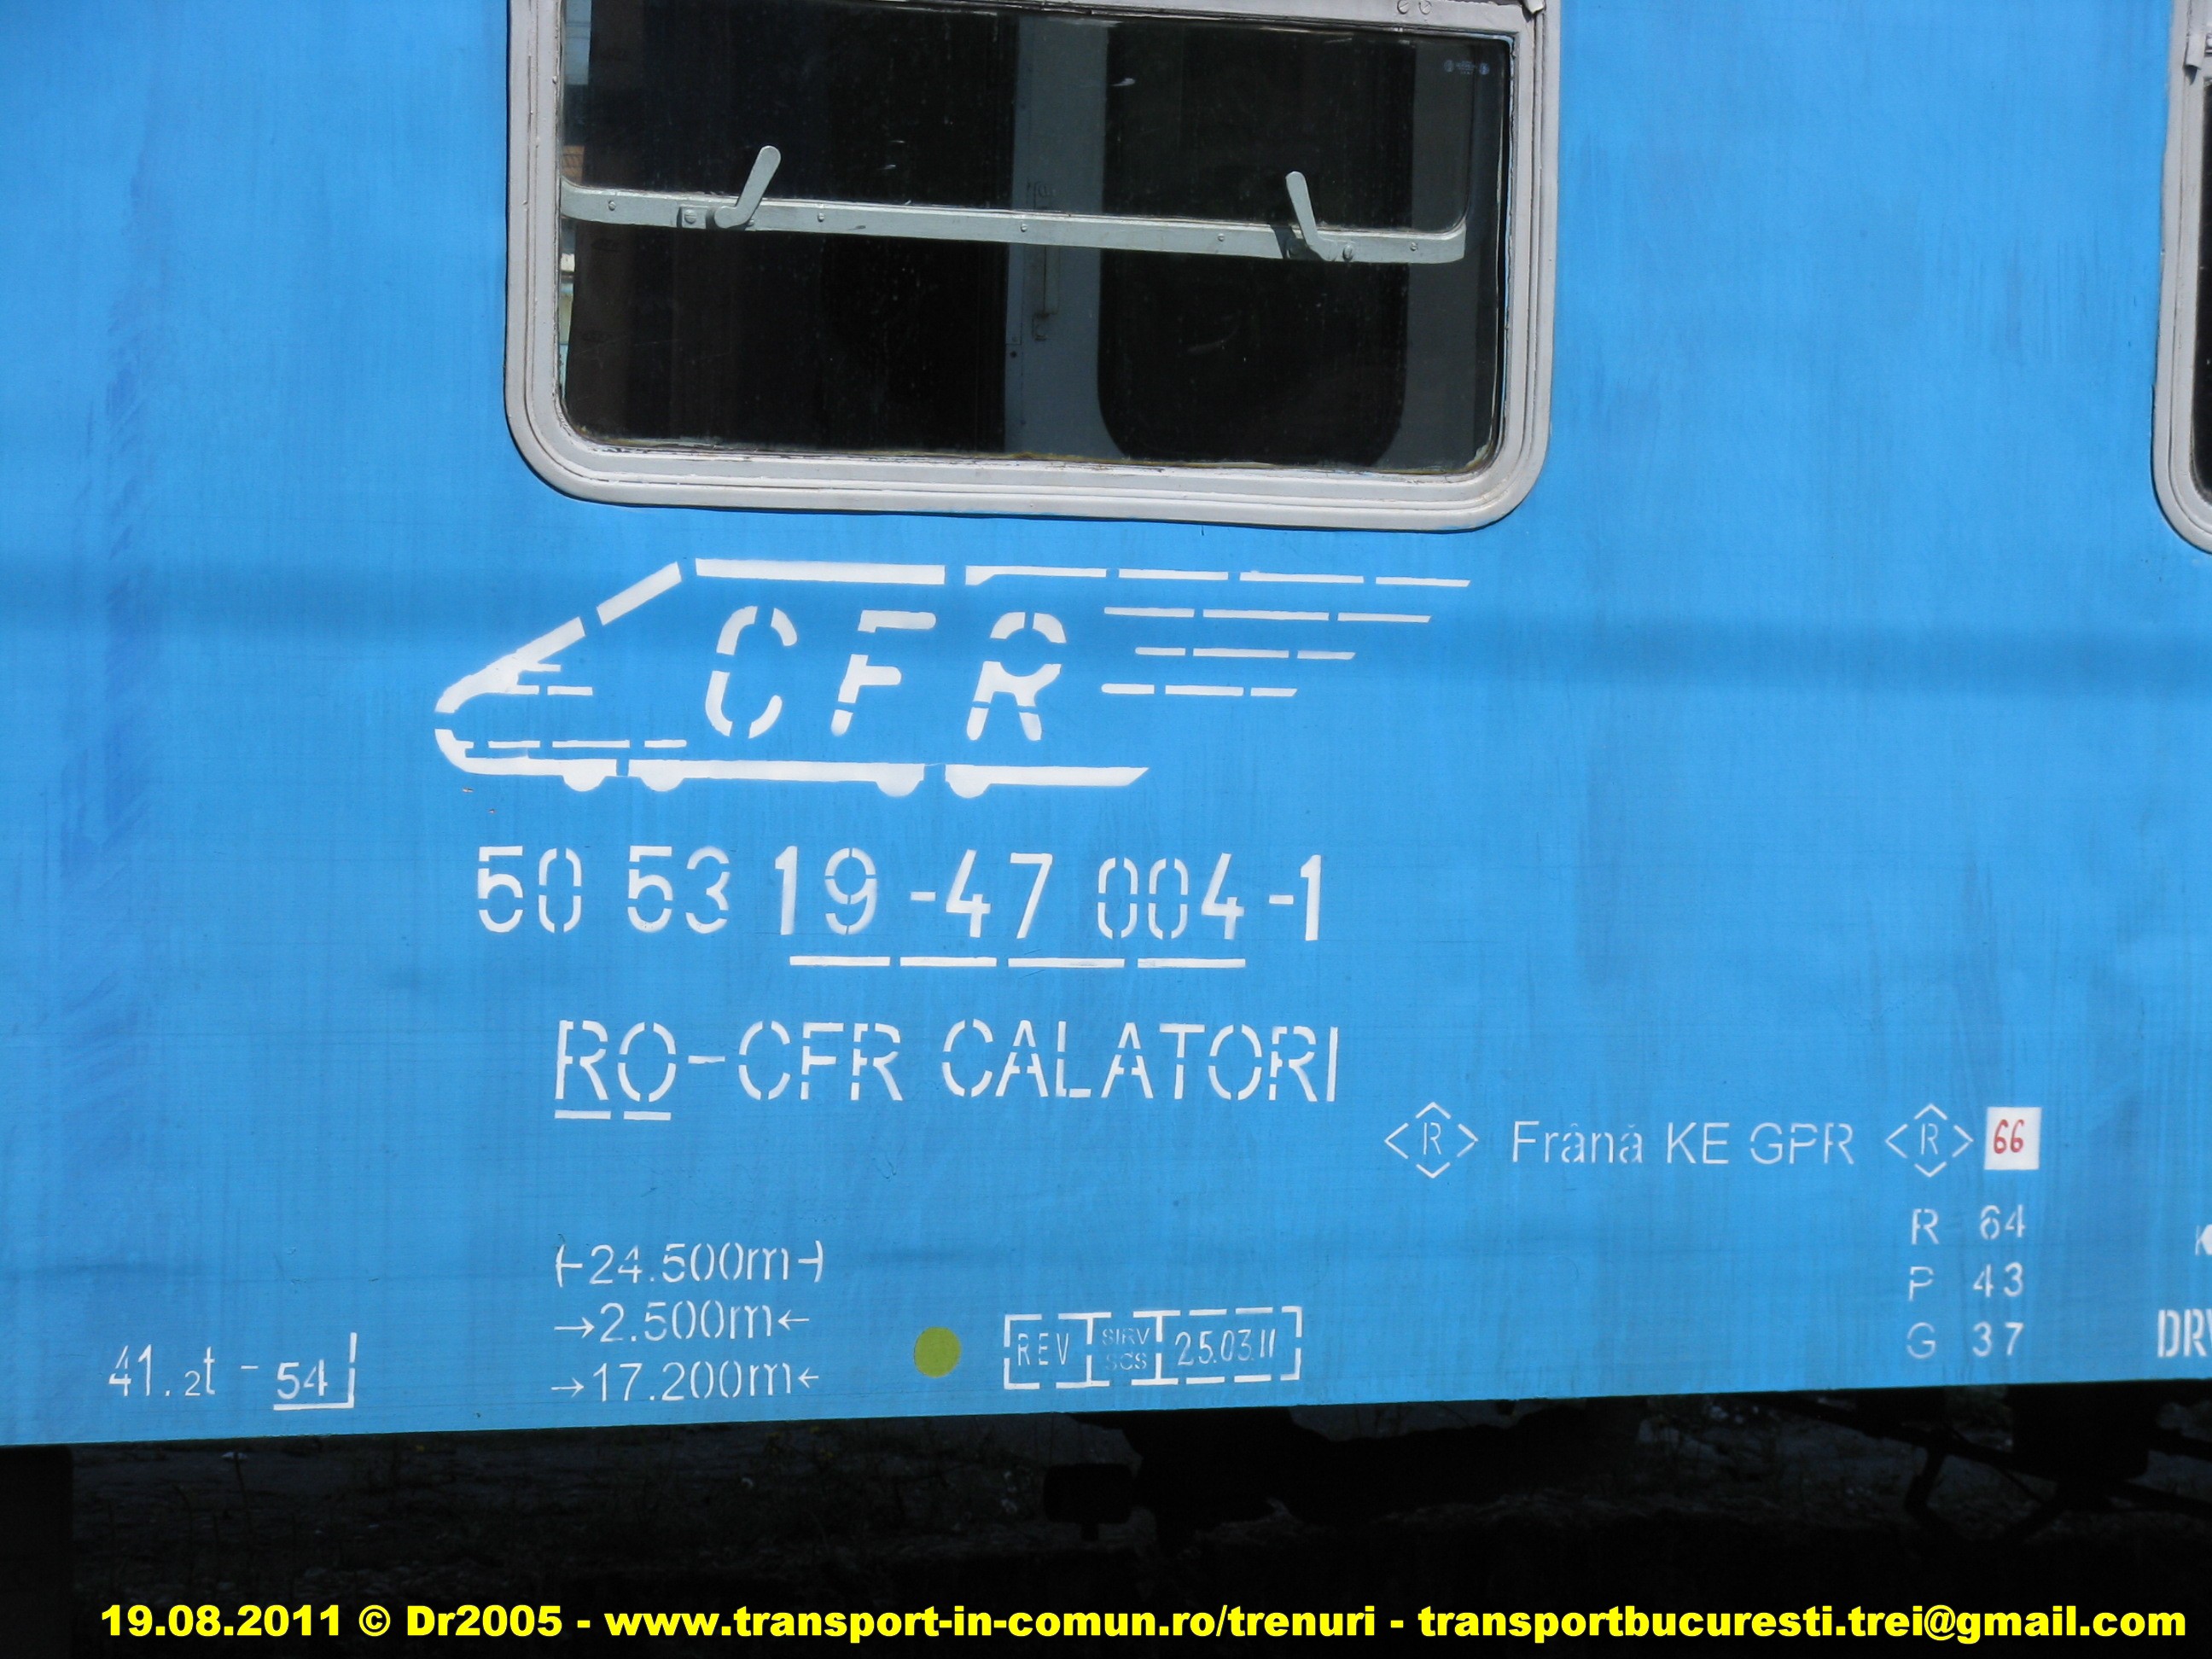 CFR
50 53 19-47 004-1
RO-CFR CALATORI
R Frână KE GPR R 66
R 64
P 43
G 37
24.500m
→2.500m←
→17.200m←
41.2t - 54
REV SIRV SCS 25.03.11
DR
19.08.2011 © Dr2005 - www.transport-in-comun.ro/trenuri - transportbucuresti.trei@gmail.com